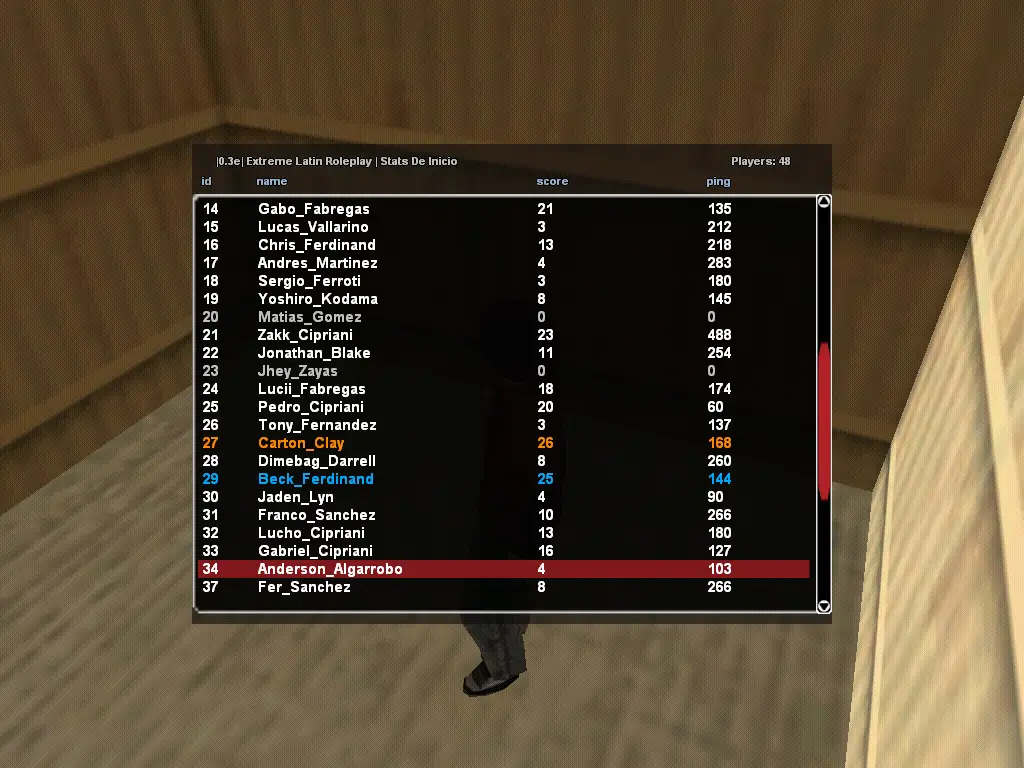 |0.3e| Extreme Latin Roleplay | Stats De Inicio Players: 48
id name score ping
14 Gabo_Fabregas 21 135
15 Lucas_Vallarino 3 212
16 Chris_Ferdinand 13 218
17 Andres_Martinez 4 283
18 Sergio_Ferroti 3 180
19 Yoshiro_Kodama 8 145
20 Matias_Gomez 0 0
21 Zakk_Cipriani 23 488
22 Jonathan_Blake 11 254
23 Jhey_Zayas 0 0
24 Lucii_Fabregas 18 174
25 Pedro_Cipriani 20 60
26 Tony_Fernandez 3 137
27 Carton_Clay 26 168
28 Dimebag_Darrell 8 260
29 Beck_Ferdinand 25 144
30 Jaden_Lyn 4 90
31 Franco_Sanchez 10 266
32 Lucho_Cipriani 13 180
33 Gabriel_Cipriani 16 127
34 Anderson_Algarrobo 4 103
37 Fer_Sanchez 8 266